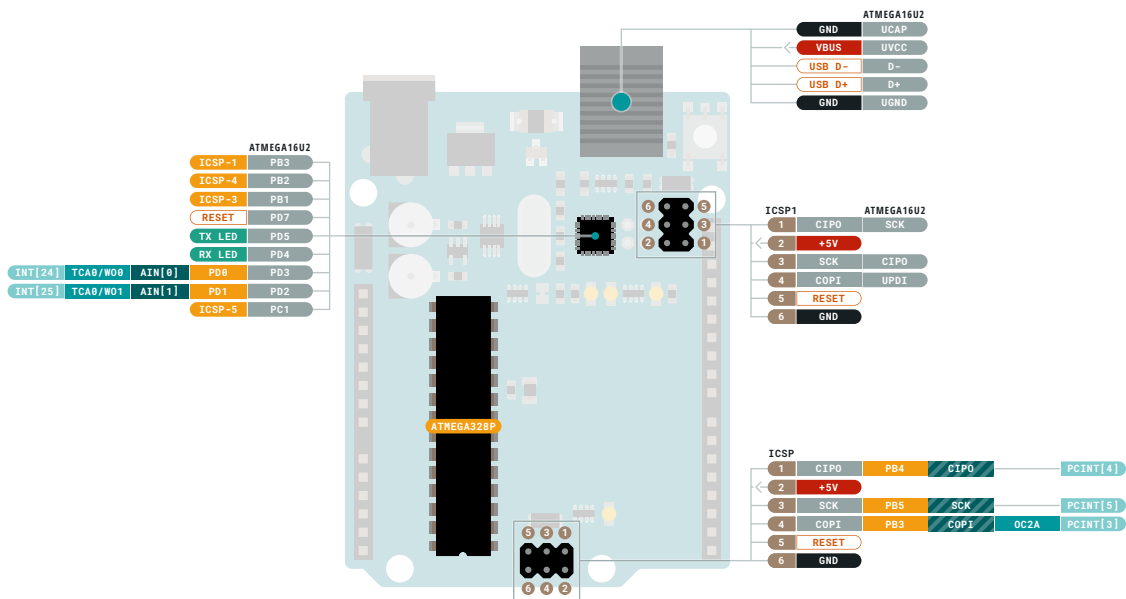 ATMEGA16U2
GND UCAP
VBUS UVCC
USB D- D-
USB D+ D+
GND UGND
ATMEGA16U2
ICSP-1 PB3
ICSP-4 PB2
ICSP-3 PB1
RESET PD7
TX LED PD5
RX LED PD4
INT[24] TCA0/WO0 AIN[0] PD0 PD3
INT[25] TCA0/WO1 AIN[1] PD1 PD2
ICSP-5 PC1
6 5
4 3
2 1
ICSP1 ATMEGA16U2
1 CIPO SCK
2 +5V
3 SCK CIPO
4 COPI UPDI
5 RESET
6 GND
ATMEGA328P
ICSP
1 CIPO PB4 CIPO PCINT[4]
2 +5V
3 SCK PB5 SCK PCINT[5]
4 COPI PB3 COPI OC2A PCINT[3]
5 RESET
6 GND
5 3 1
6 4 2